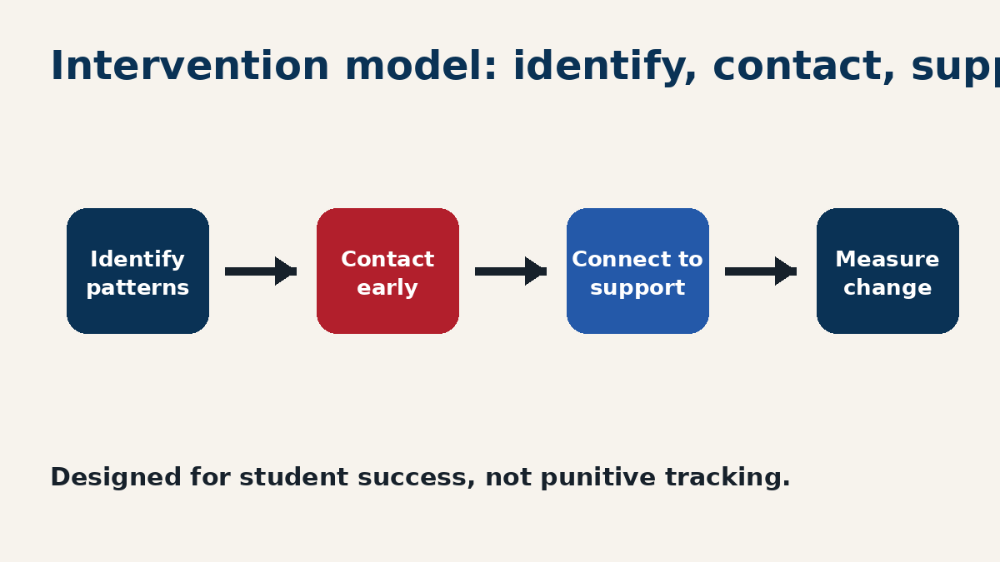 Intervention model: identify, contact, supp
Identify
patterns
Contact
early
Connect to
support
Measure
change
Designed for student success, not punitive tracking.